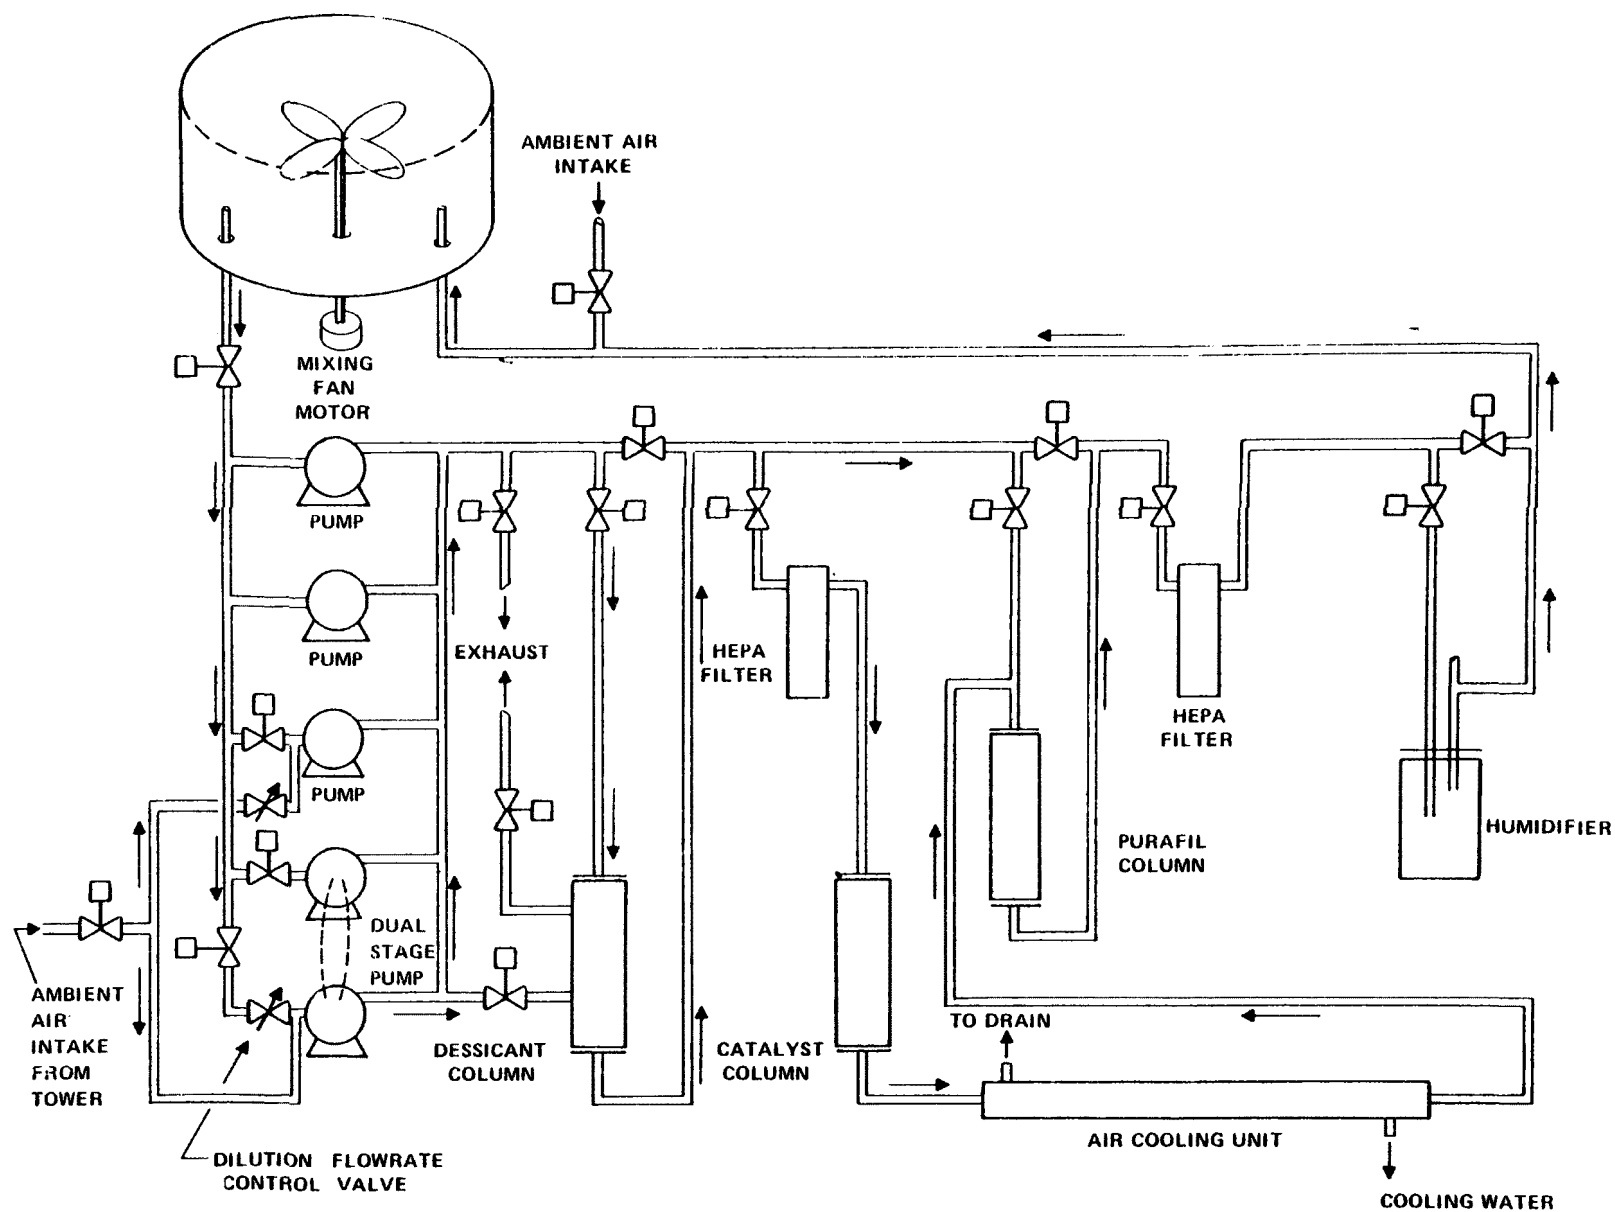 AMBIENT AIR
INTAKE
MIXING
FAN
MOTOR
PUMP
PUMP
EXHAUST
HEPA
FILTER
HEPA
FILTER
PUMP
HUMIDIFIER
PURAFIL
COLUMN
DUAL
STAGE
PUMP
AMBIENT
AIR
INTAKE
FROM
TOWER
TO DRAIN
DESSICANT
COLUMN
CATALYST
COLUMN
AIR COOLING UNIT
DILUTION FLOWRATE
CONTROL VALVE
COOLING WATER